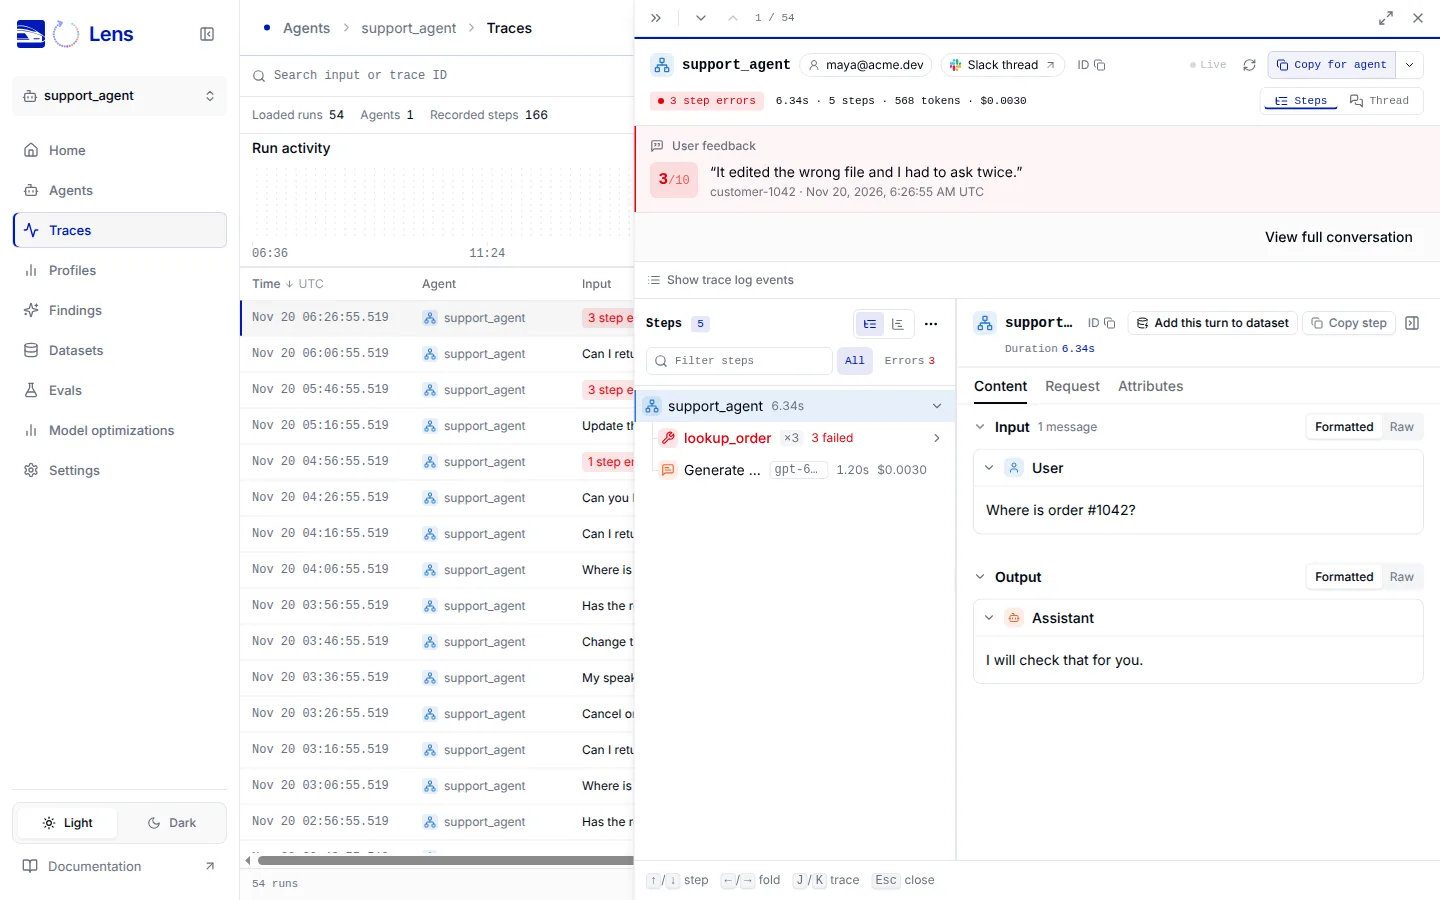 Lens
support_agent
Home
Agents
Traces
Profiles
Findings
Datasets
Evals
Model optimizations
Settings
Light
Dark
Documentation
Agents > support_agent > Traces
Search input or trace ID
Loaded runs 54 Agents 1 Recorded steps 166
Run activity
06:36 11:24
Time ↓ UTC Agent Input
Nov 20 06:26:55.519 support_agent 3 step e
Nov 20 06:06:55.519 support_agent Can I retu
Nov 20 05:46:55.519 support_agent 3 step e
Nov 20 05:16:55.519 support_agent Update th
Nov 20 04:56:55.519 support_agent 1 step er
Nov 20 04:26:55.519 support_agent Can you
Nov 20 04:16:55.519 support_agent Can I retu
Nov 20 04:06:55.519 support_agent Where is
Nov 20 03:56:55.519 support_agent Has the r
Nov 20 03:46:55.519 support_agent Change t
Nov 20 03:36:55.519 support_agent My speak
Nov 20 03:26:55.519 support_agent Cancel o
Nov 20 03:16:55.519 support_agent Can I retu
Nov 20 03:06:55.519 support_agent Where is
Nov 20 02:56:55.519 support_agent Has the r
54 runs
1 / 54
support_agent maya@acme.dev Slack thread ↗ ID Live Copy for agent
3 step errors 6.34s · 5 steps · 568 tokens · $0.0030 Steps Thread
User feedback
3/10 “It edited the wrong file and I had to ask twice.”
customer-1042 · Nov 20, 2026, 6:26:55 AM UTC
View full conversation
Show trace log events
Steps 5
Filter steps All Errors 3
support_agent 6.34s
lookup_order ×3 3 failed
Generate ... gpt-6… 1.20s $0.0030
support… ID Add this turn to dataset Copy step
Duration 6.34s
Content Request Attributes
Input 1 message Formatted Raw
User
Where is order #1042?
Output Formatted Raw
Assistant
I will check that for you.
↑/↓ step ←/→ fold J/K trace Esc close